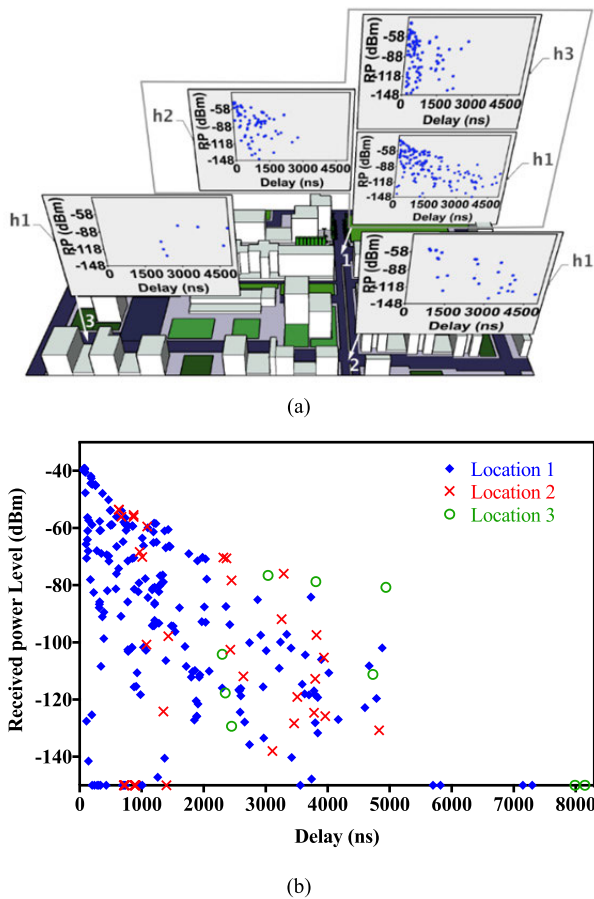 RP (dBm)
-58
-88
-118
-148
0
1500
3000
4500
Delay (ns)
h3
h2
RP (dBm)
-58
-88
-118
-148
0
1500
3000
4500
Delay (ns)
RP (dBm)
-58
-88
-118
-148
0
1500
3000
4500
Delay (ns)
h1
h1
RP (dBm)
-58
-88
-118
-148
0
1500
3000
4500
Delay (ns)
RP (dBm)
-58
-88
-118
-148
0
1500
3000
4500
Delay (ns)
h1
1
2
3
(a)
Received power Level (dBm)
-40
-60
-80
-100
-120
-140
Location 1
Location 2
Location 3
0 1000 2000 3000 4000 5000 6000 7000 8000
Delay (ns)
(b)